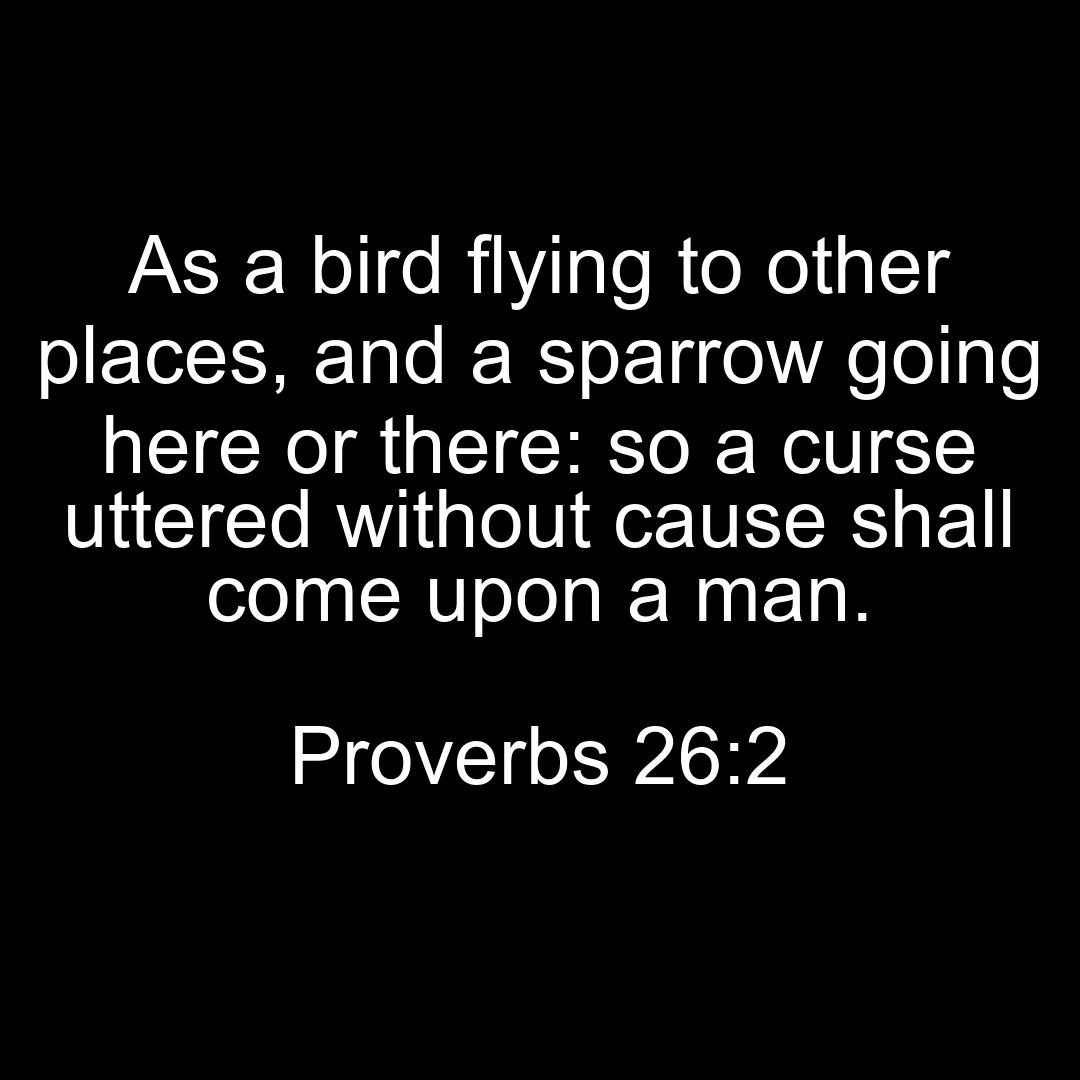 As a bird flying to other
places, and a sparrow going
here or there: so a curse
uttered without cause shall
come upon a man.
Proverbs 26:2